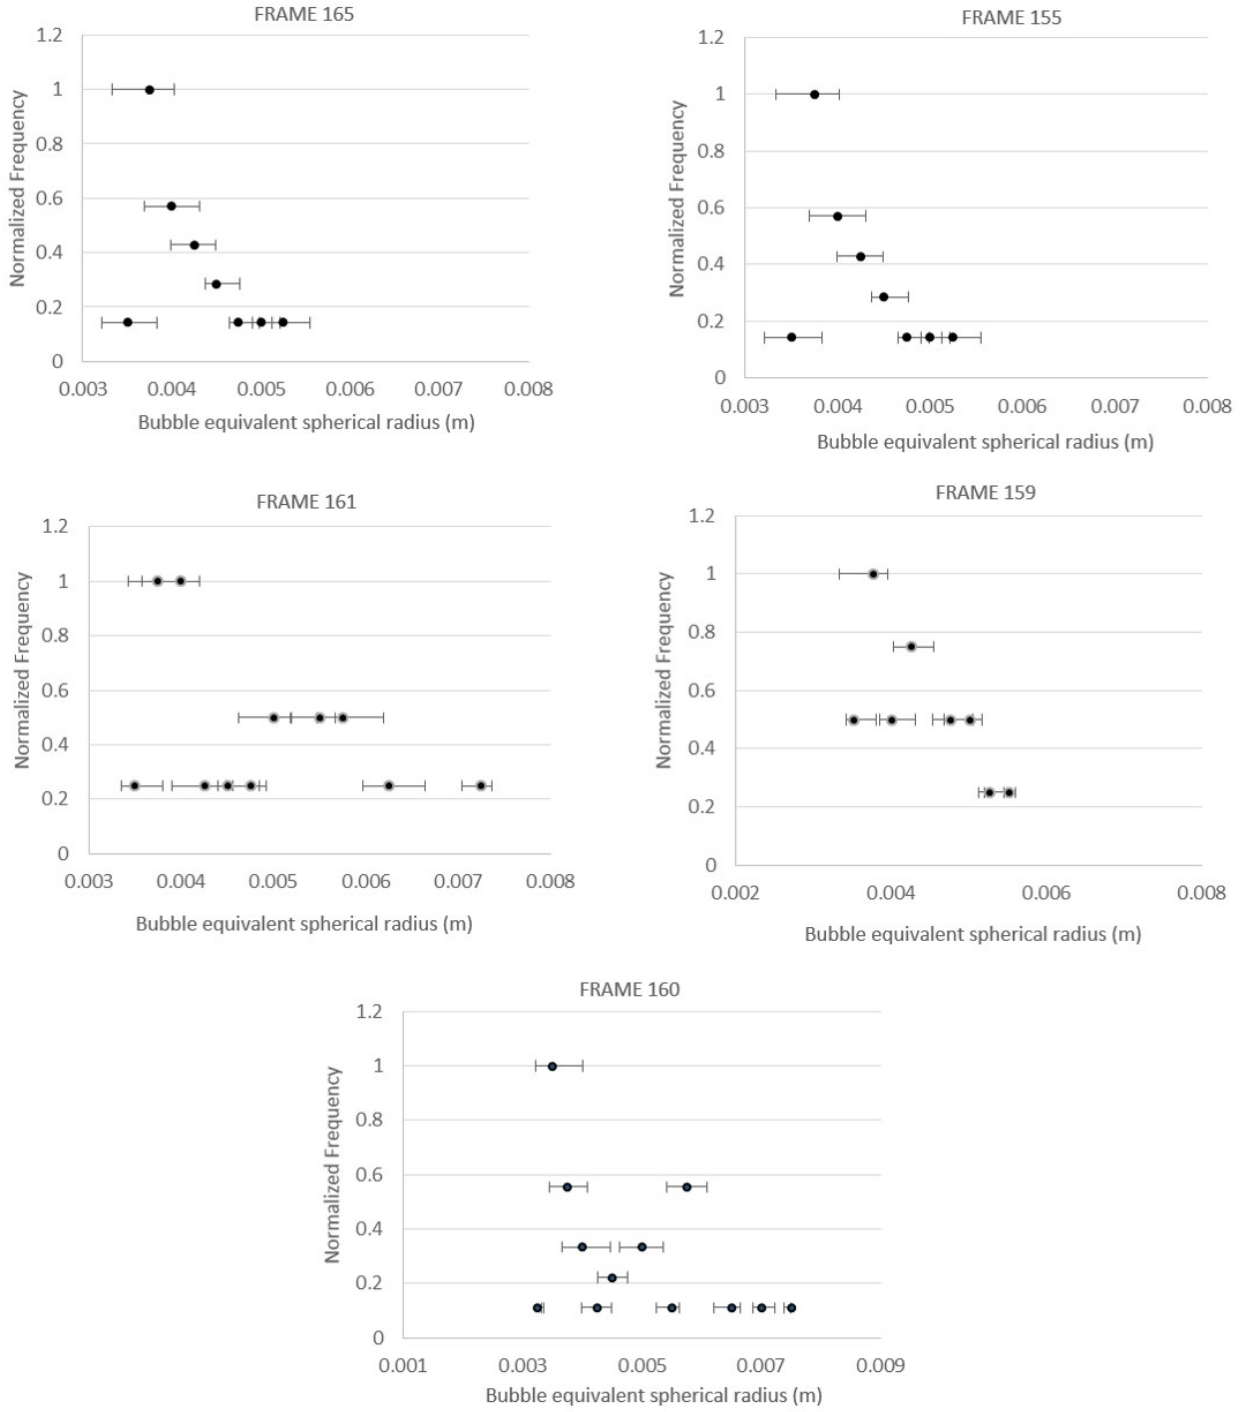 FRAME 165
1.2
1
0.8
0.6
0.4
0.2
0
Normalized Frequency
0.003 0.004 0.005 0.006 0.007 0.008
Bubble equivalent spherical radius (m)
FRAME 155
1.2
1
0.8
0.6
0.4
0.2
0
Normalized Frequency
0.003 0.004 0.005 0.006 0.007 0.008
Bubble equivalent spherical radius (m)
FRAME 161
1.2
1
0.8
0.6
0.4
0.2
0
Normalized Frequency
0.003 0.004 0.005 0.006 0.007 0.008
Bubble equivalent spherical radius (m)
FRAME 159
1.2
1
0.8
0.6
0.4
0.2
0
Normalized Frequency
0.002 0.004 0.006 0.008
Bubble equivalent spherical radius (m)
FRAME 160
1.2
1
0.8
0.6
0.4
0.2
0
Normalized Frequency
0.001 0.003 0.005 0.007 0.009
Bubble equivalent spherical radius (m)